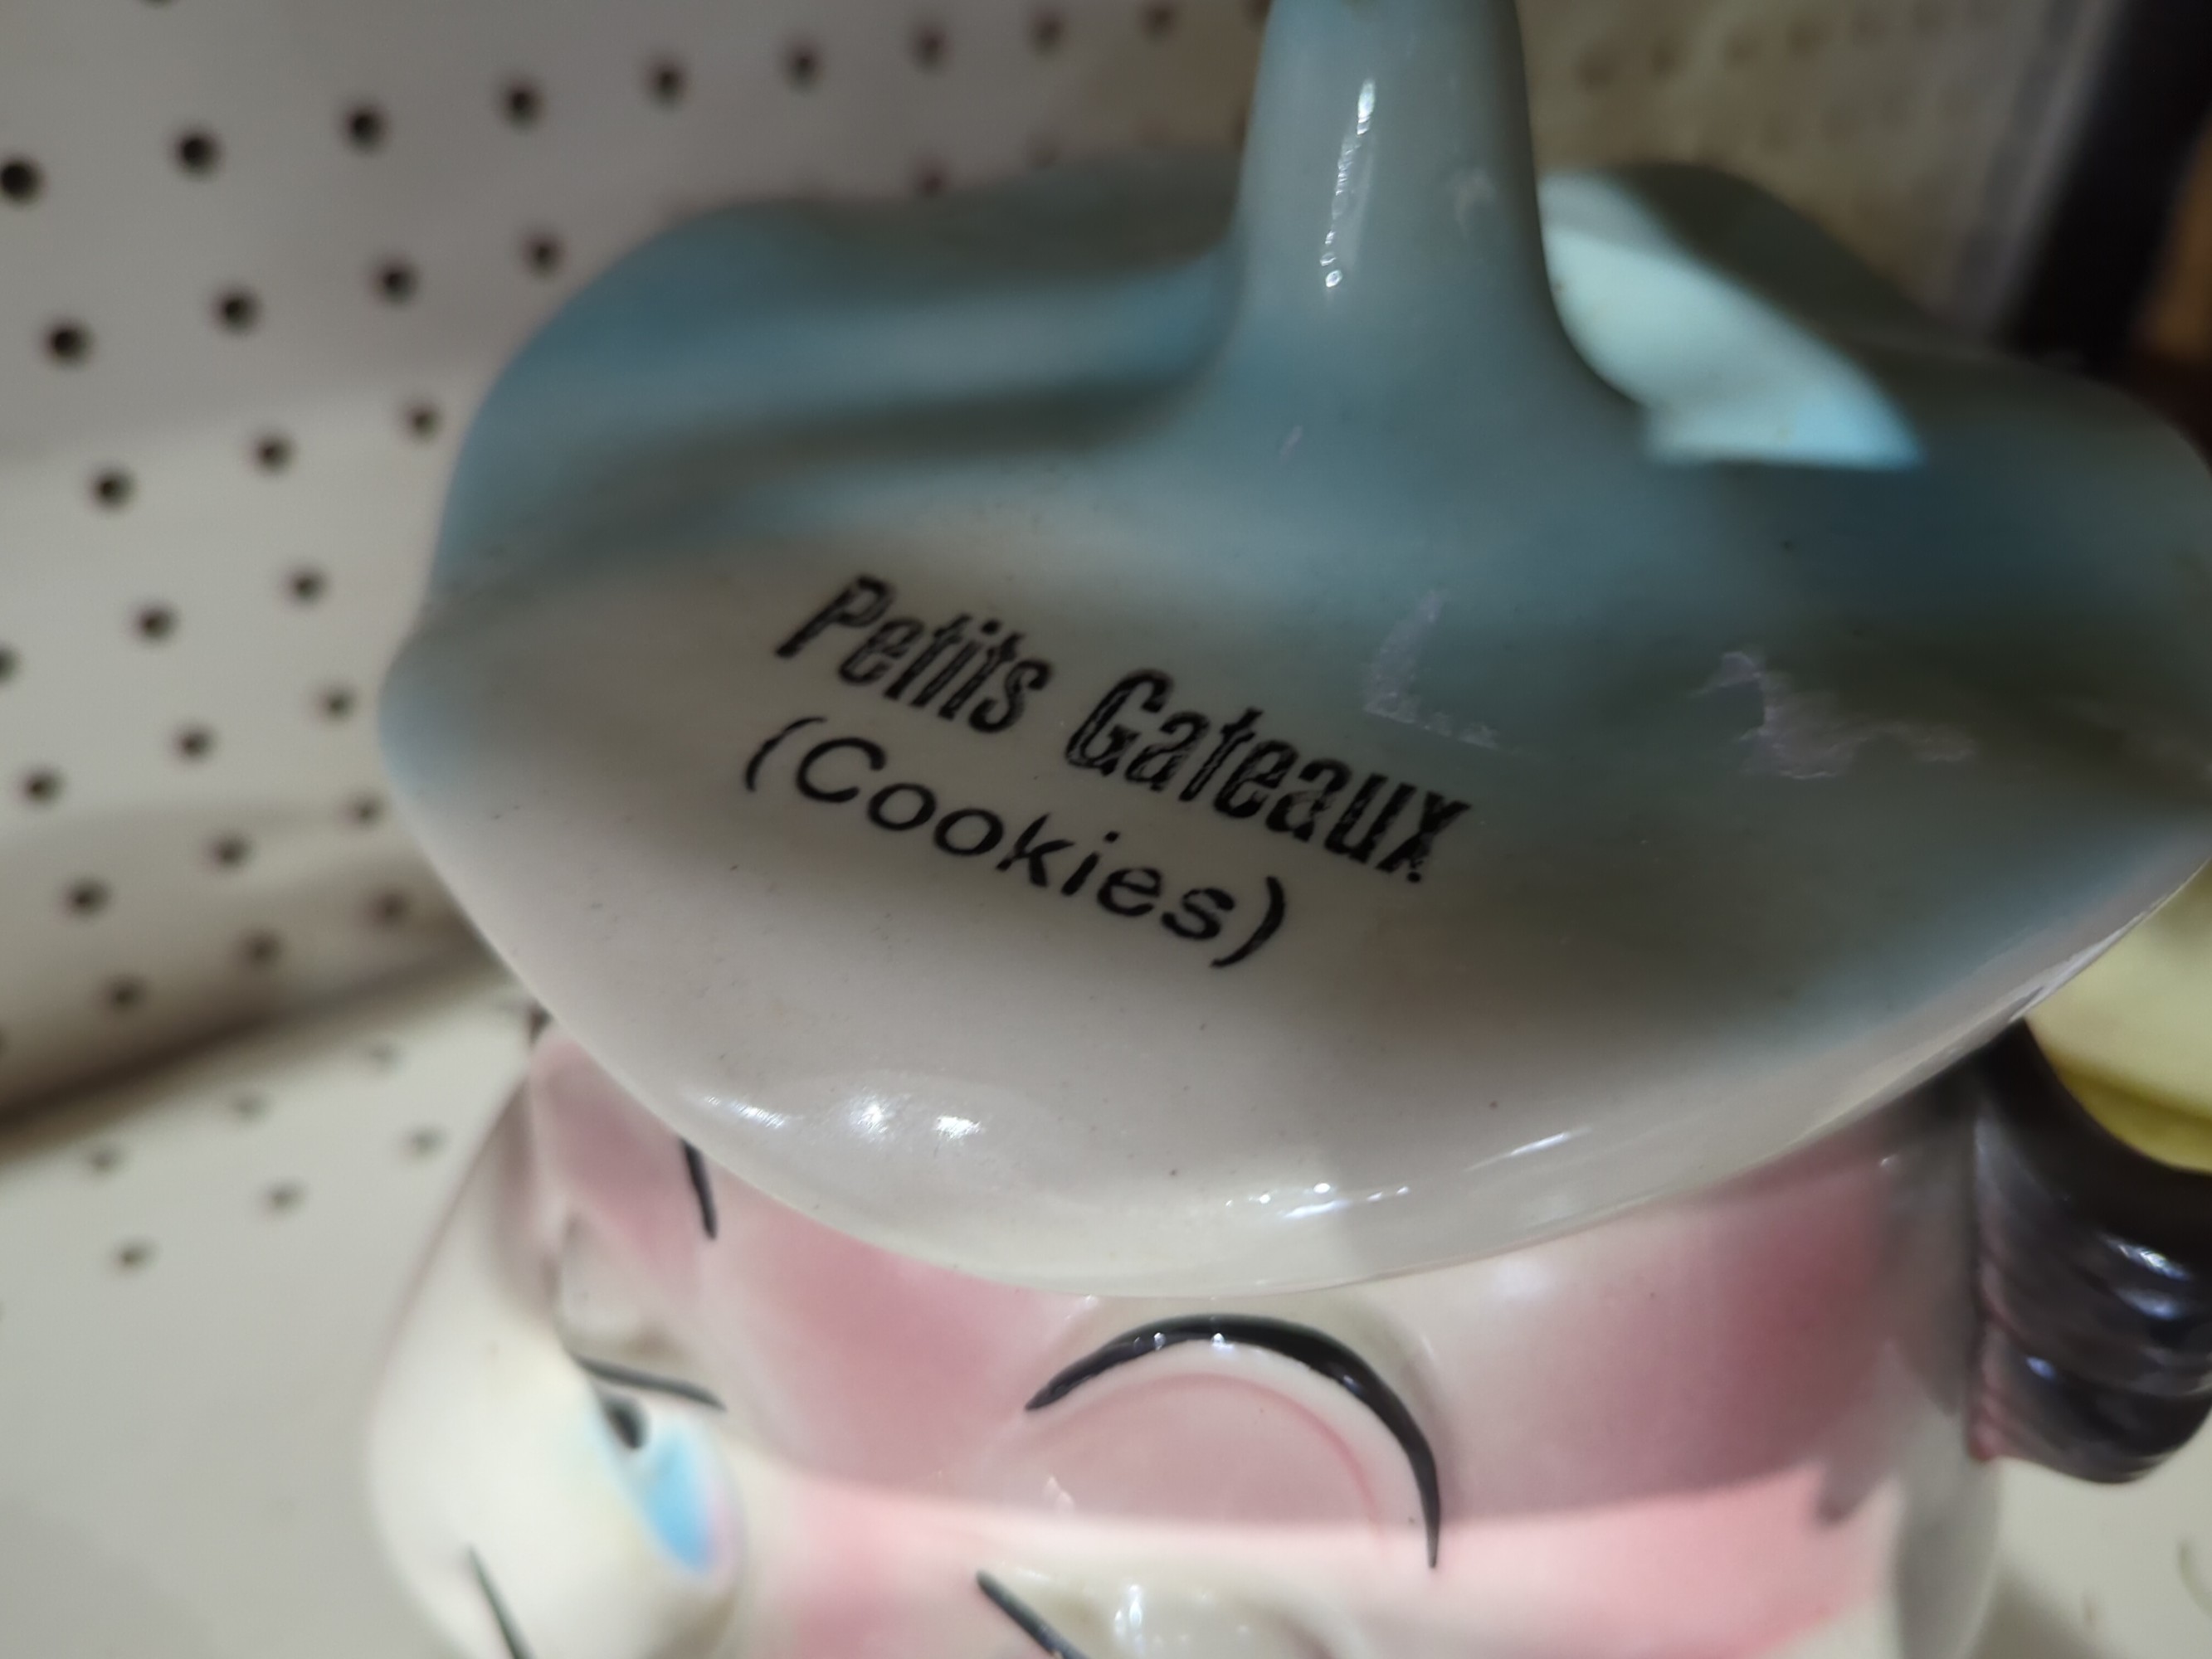 Petits Gateaux
(Cookies)